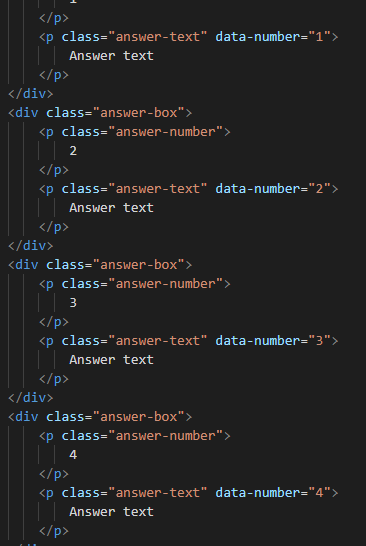 1
</p>
<p class="answer-text" data-number="1">
Answer text
</p>
</div>
<div class="answer-box">
<p class="answer-number">
2
</p>
<p class="answer-text" data-number="2">
Answer text
</p>
</div>
<div class="answer-box">
<p class="answer-number">
3
</p>
<p class="answer-text" data-number="3">
Answer text
</p>
</div>
<div class="answer-box">
<p class="answer-number">
4
</p>
<p class="answer-text" data-number="4">
Answer text
</p>
</div>